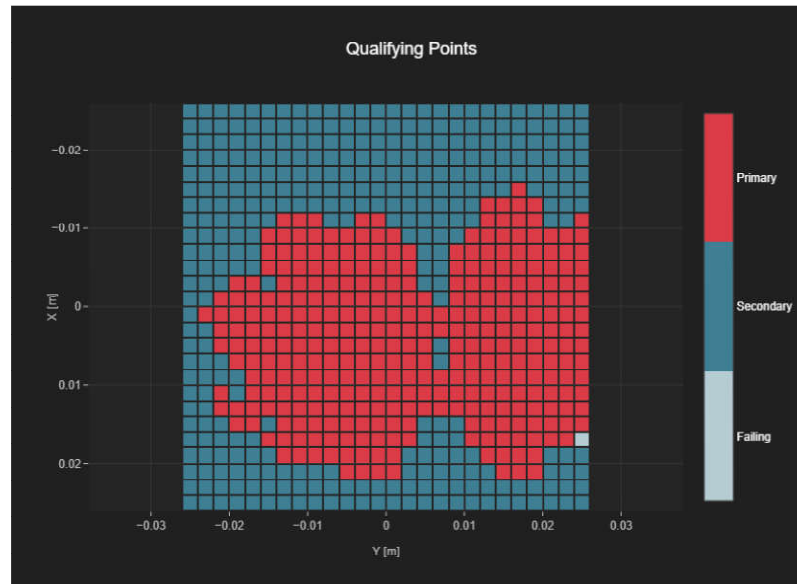 Qualifying Points
−0.02
−0.01
0
0.01
0.02
X [m]
−0.03
−0.02
−0.01
0
0.01
0.02
0.03
Y [m]
Primary
Secondary
Failing